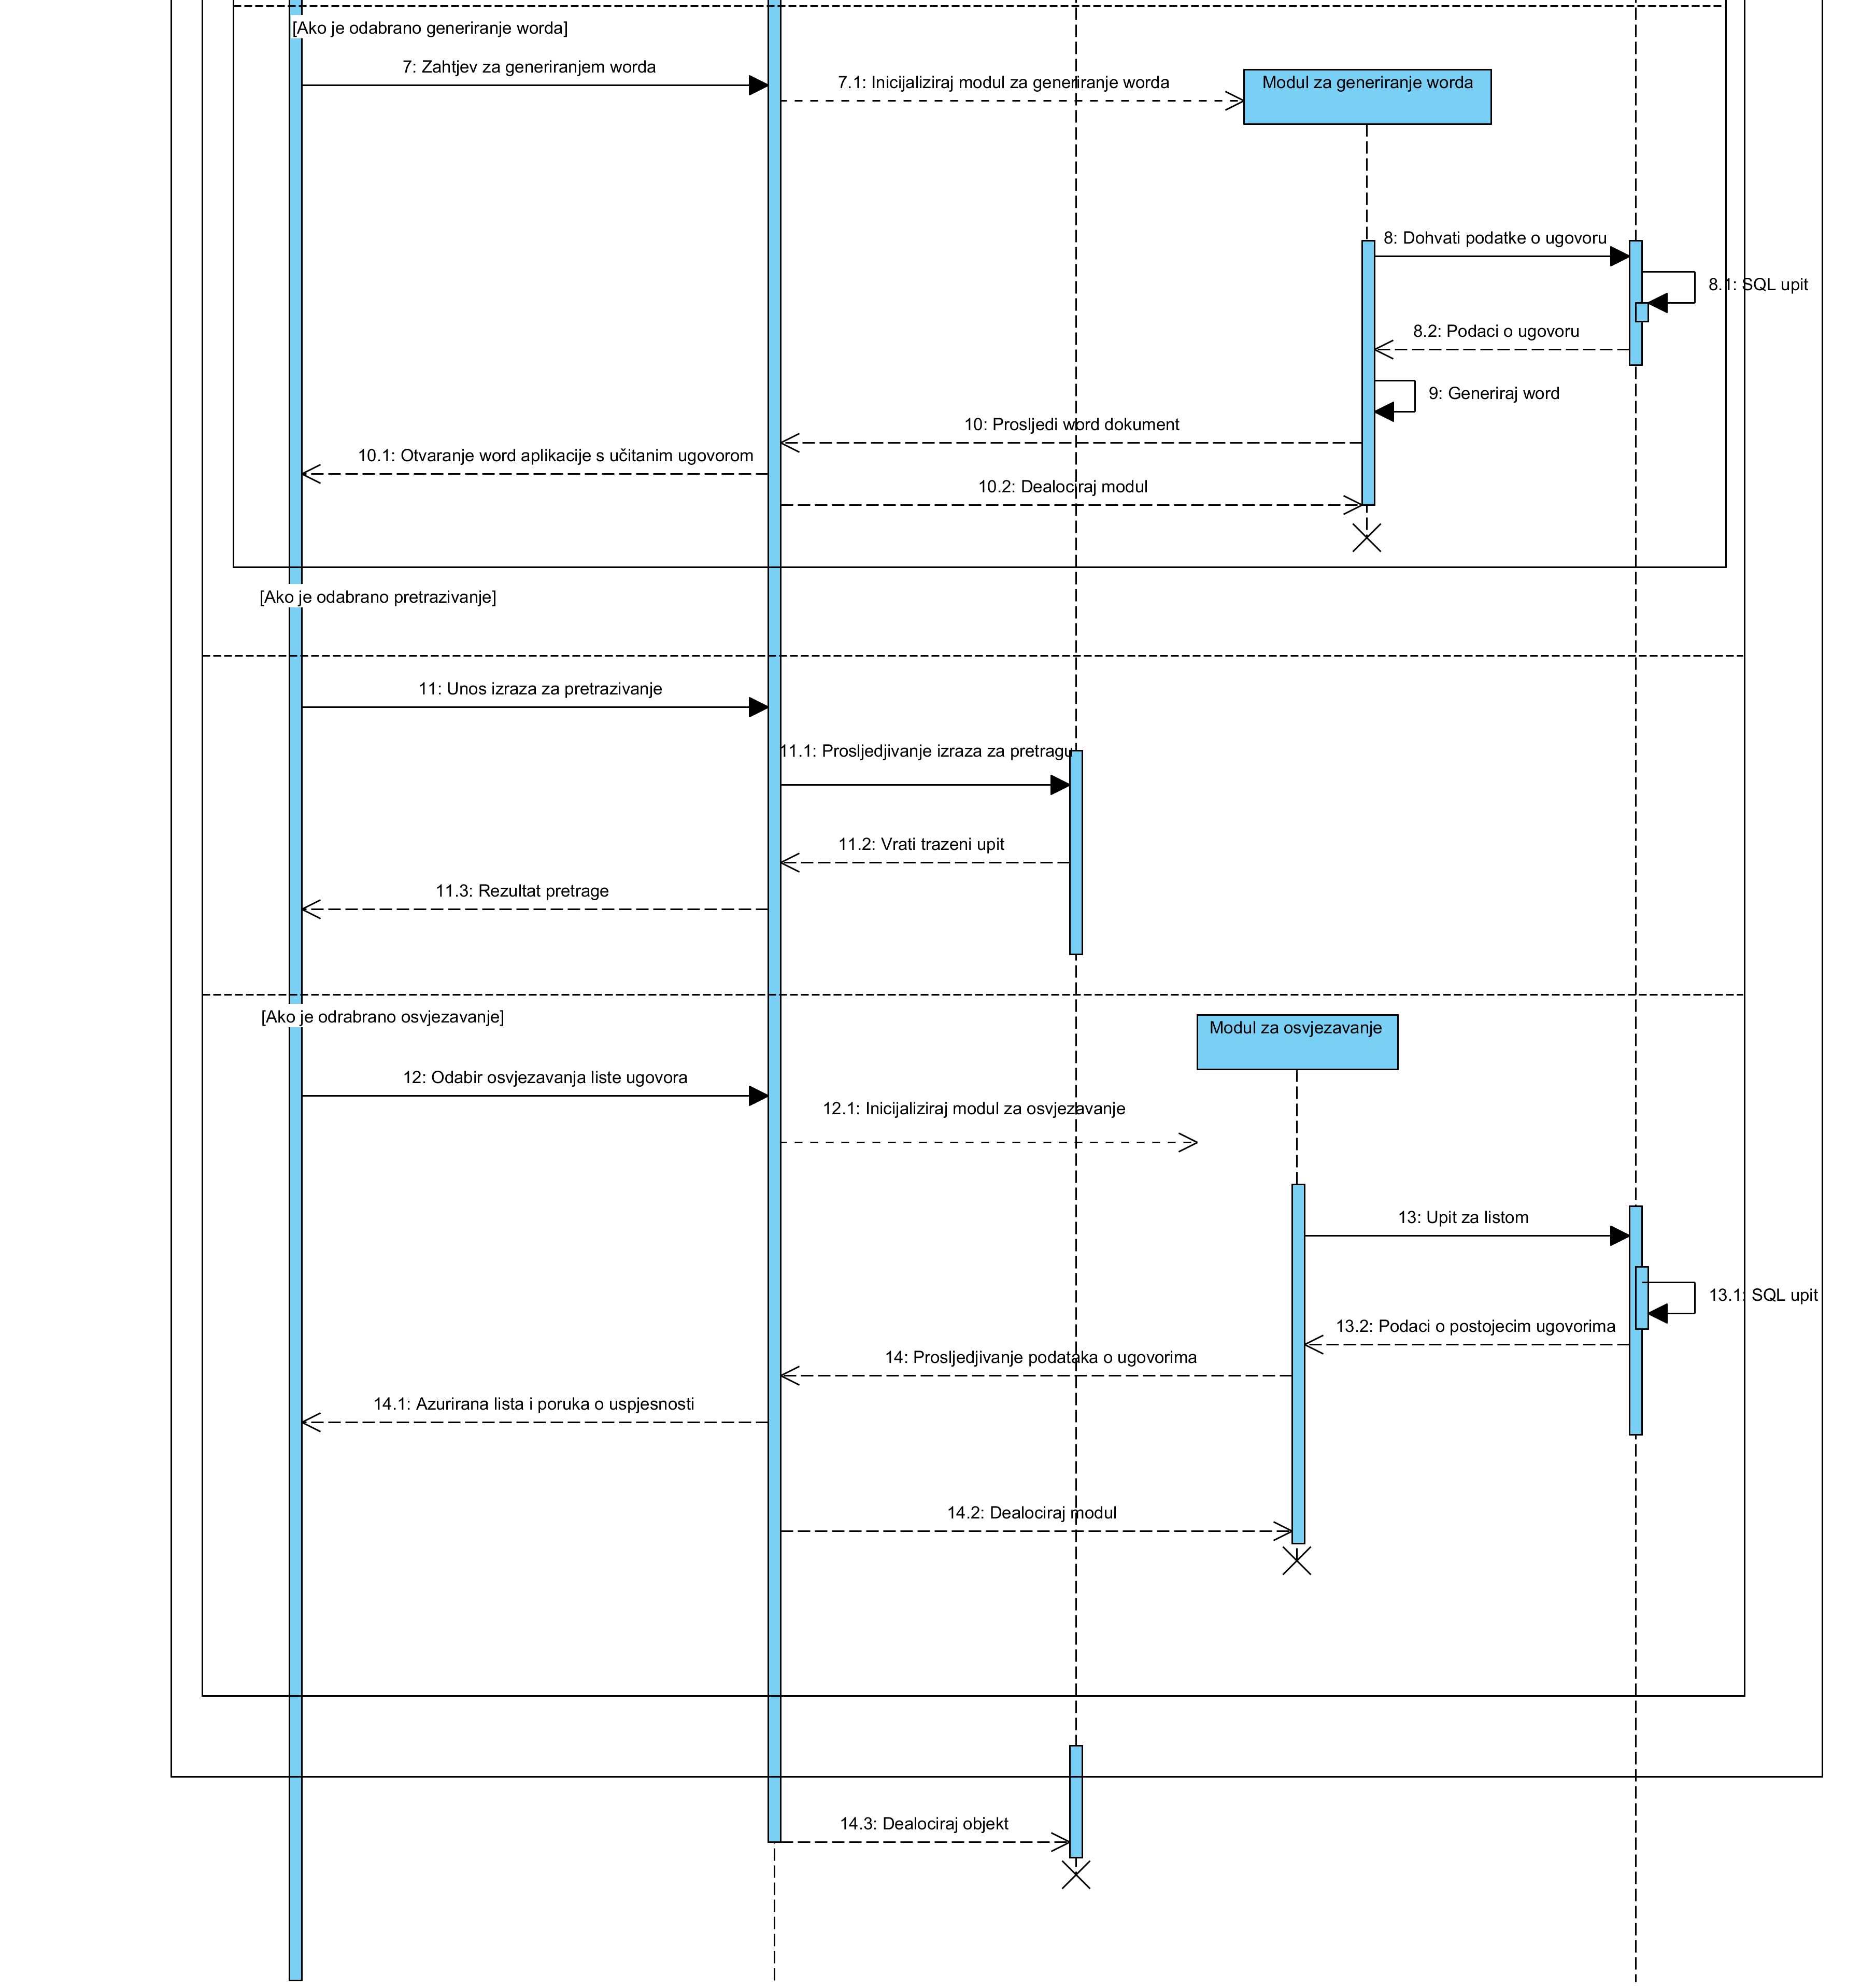 [Ako je odabrano generiranje worda]
7: Zahtjev za generiranjem worda
7.1: Inicijaliziraj modul za generiranje worda
Modul za generiranje worda
8: Dohvati podatke o ugovoru
8.1: SQL upit
8.2: Podaci o ugovoru
9: Generiraj word
10: Prosljedi word dokument
10.1: Otvaranje word aplikacije s učitanim ugovorom
10.2: Dealociraj modul
[Ako je odabrano pretrazivanje]
11: Unos izraza za pretrazivanje
11.1: Prosljedjivanje izraza za pretragu
11.2: Vrati trazeni upit
11.3: Rezultat pretrage
[Ako je odrabrano osvjezavanje]
Modul za osvjezavanje
12: Odabir osvjezavanja liste ugovora
12.1: Inicijaliziraj modul za osvjezavanje
13: Upit za listom
13.1: SQL upit
13.2: Podaci o postojecim ugovorima
14: Prosljedjivanje podataka o ugovorima
14.1: Azurirana lista i poruka o uspjesnosti
14.2: Dealociraj modul
14.3: Dealociraj objekt